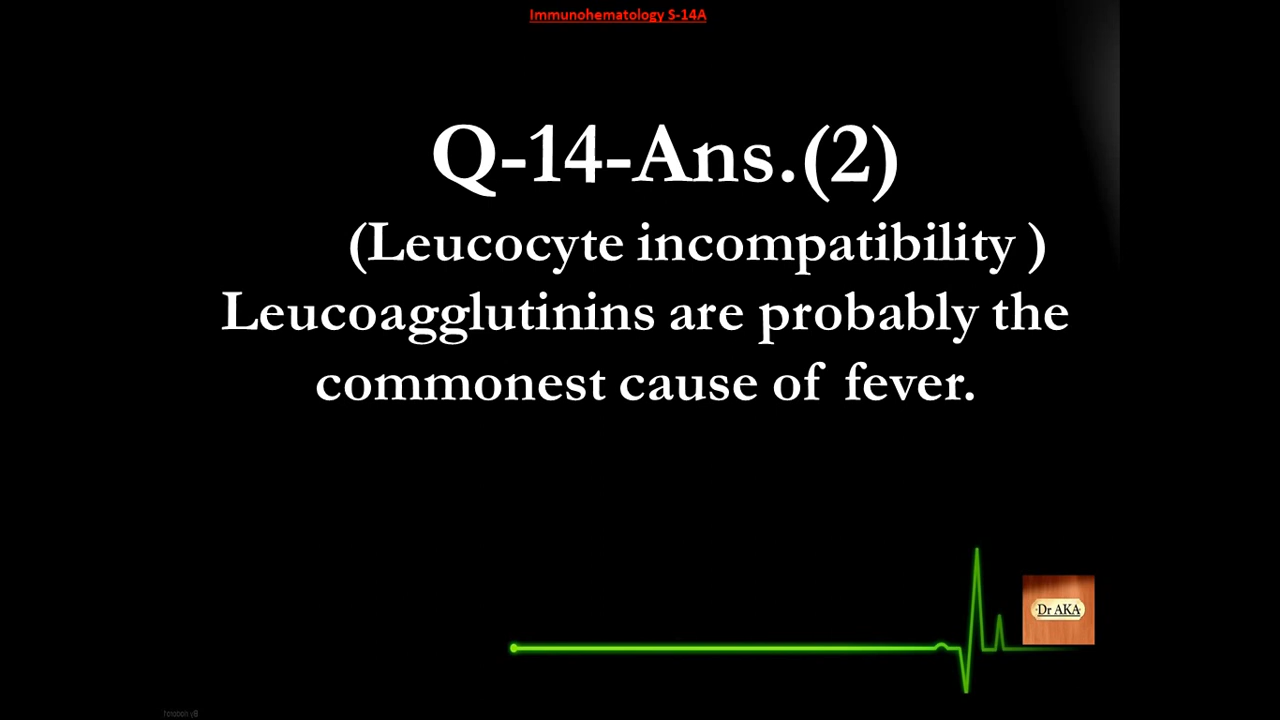 Immunohematology S-14A
Q-14-Ans.(2)
(Leucocyte incompatibility )
Leucoagglutinins are probably the
commonest cause of fever.
Dr AKA